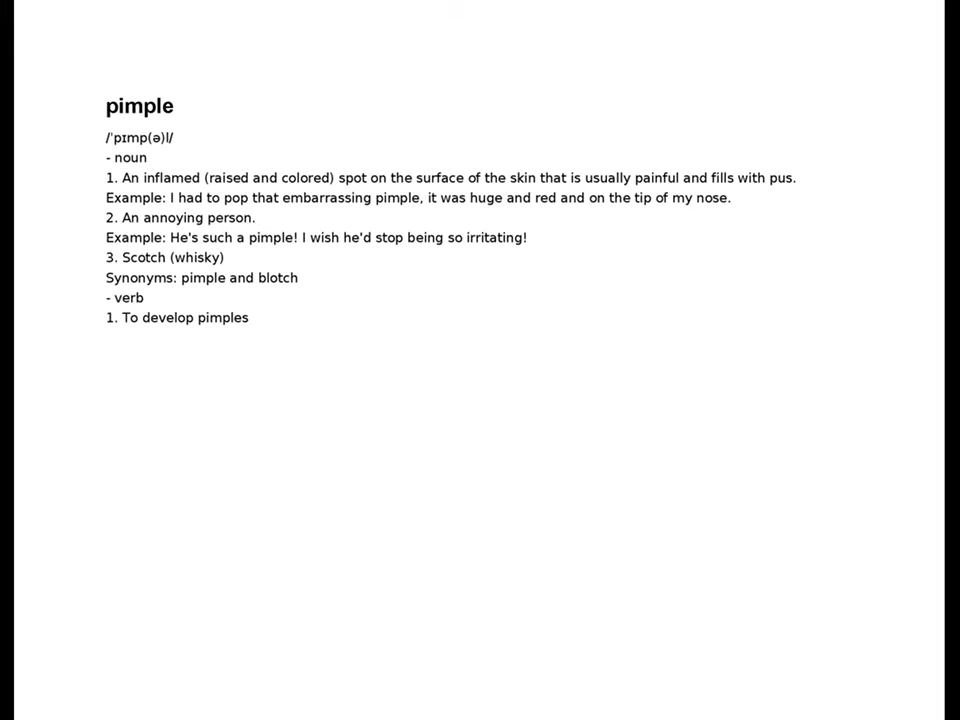 pimple
/ˈpɪmp(ə)l/
- noun
1. An inflamed (raised and colored) spot on the surface of the skin that is usually painful and fills with pus.
Example: I had to pop that embarrassing pimple, it was huge and red and on the tip of my nose.
2. An annoying person.
Example: He's such a pimple! I wish he'd stop being so irritating!
3. Scotch (whisky)
Synonyms: pimple and blotch
- verb
1. To develop pimples